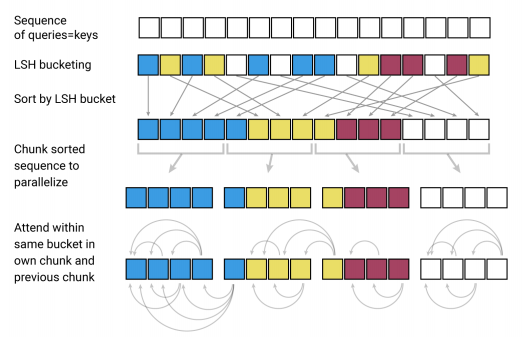 Sequence
of queries=keys
LSH bucketing
Sort by LSH bucket
Chunk sorted
sequence to
parallelize
Attend within
same bucket in
own chunk and
previous chunk